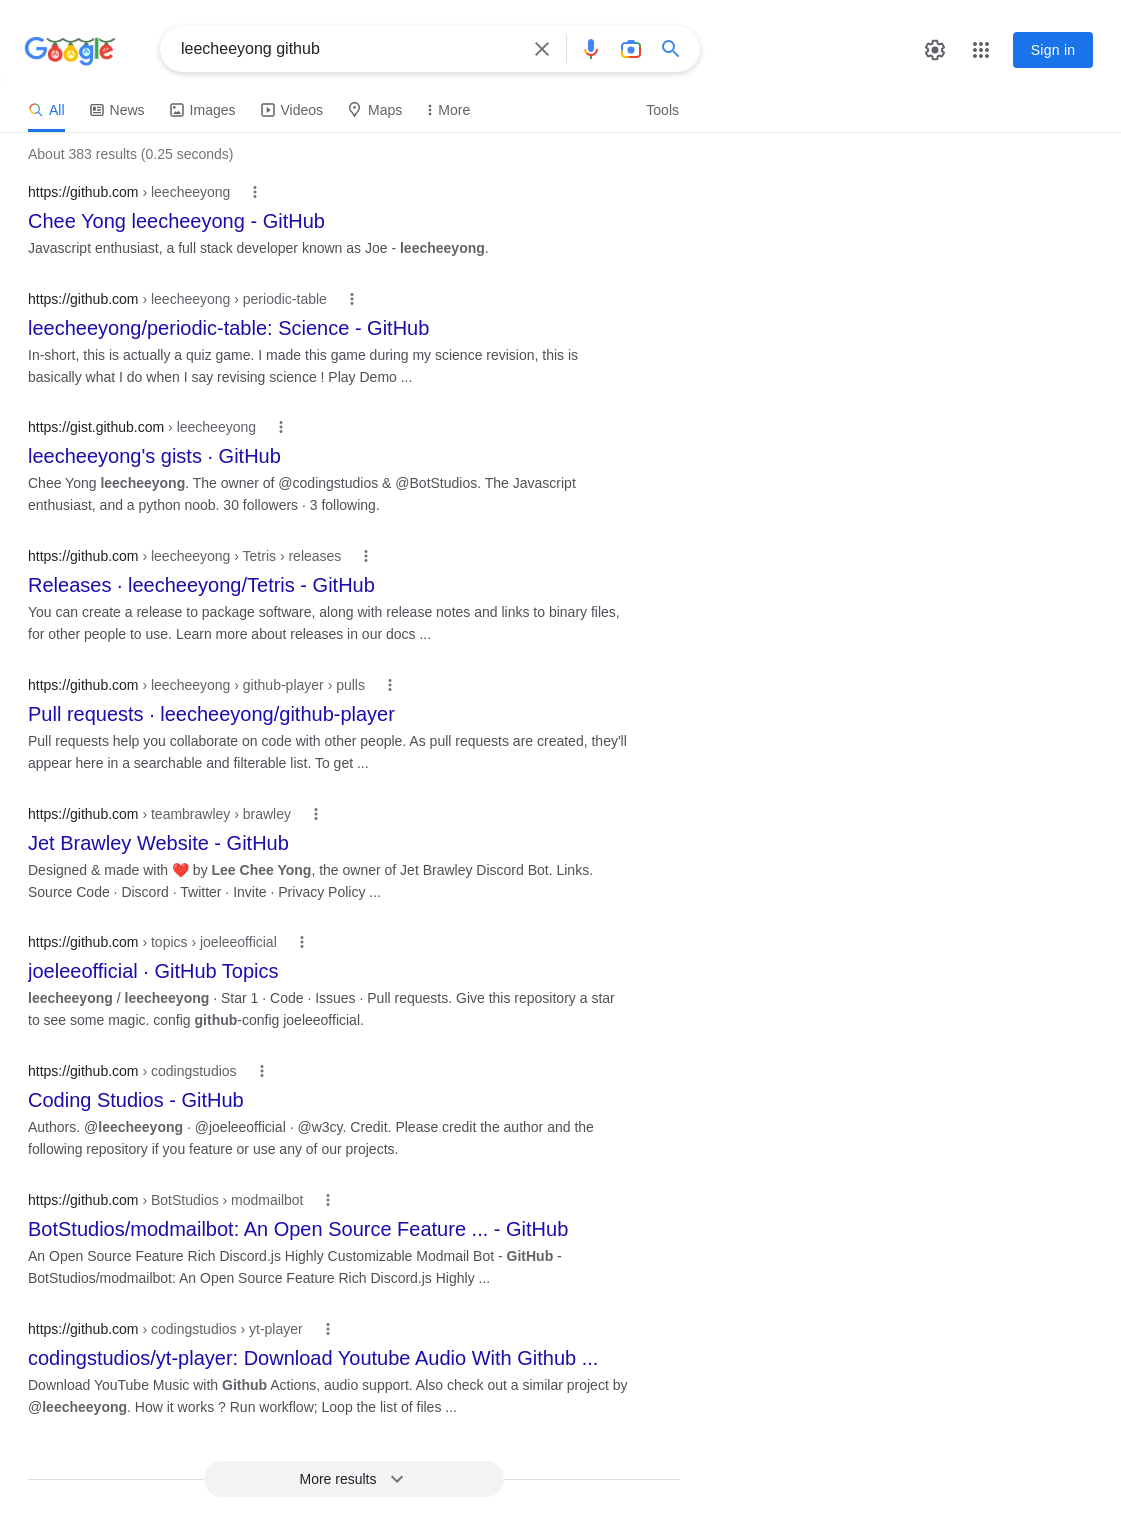 Google
leecheeyong github
Sign in
All News Images Videos Maps More Tools
About 383 results (0.25 seconds)
https://github.com › leecheeyong
Chee Yong leecheeyong - GitHub
Javascript enthusiast, a full stack developer known as Joe - leecheeyong.
https://github.com › leecheeyong › periodic-table
leecheeyong/periodic-table: Science - GitHub
In-short, this is actually a quiz game. I made this game during my science revision, this is
basically what I do when I say revising science ! Play Demo ...
https://gist.github.com › leecheeyong
leecheeyong's gists · GitHub
Chee Yong leecheeyong. The owner of @codingstudios & @BotStudios. The Javascript
enthusiast, and a python noob. 30 followers · 3 following.
https://github.com › leecheeyong › Tetris › releases
Releases · leecheeyong/Tetris - GitHub
You can create a release to package software, along with release notes and links to binary files,
for other people to use. Learn more about releases in our docs ...
https://github.com › leecheeyong › github-player › pulls
Pull requests · leecheeyong/github-player
Pull requests help you collaborate on code with other people. As pull requests are created, they'll
appear here in a searchable and filterable list. To get ...
https://github.com › teambrawley › brawley
Jet Brawley Website - GitHub
Designed & made with ❤️ by Lee Chee Yong, the owner of Jet Brawley Discord Bot. Links.
Source Code · Discord · Twitter · Invite · Privacy Policy ...
https://github.com › topics › joeleeofficial
joeleeofficial · GitHub Topics
leecheeyong / leecheeyong · Star 1 · Code · Issues · Pull requests. Give this repository a star
to see some magic. config github-config joeleeofficial.
https://github.com › codingstudios
Coding Studios - GitHub
Authors. @leecheeyong · @joeleeofficial · @w3cy. Credit. Please credit the author and the
following repository if you feature or use any of our projects.
https://github.com › BotStudios › modmailbot
BotStudios/modmailbot: An Open Source Feature ... - GitHub
An Open Source Feature Rich Discord.js Highly Customizable Modmail Bot - GitHub -
BotStudios/modmailbot: An Open Source Feature Rich Discord.js Highly ...
https://github.com › codingstudios › yt-player
codingstudios/yt-player: Download Youtube Audio With Github ...
Download YouTube Music with Github Actions, audio support. Also check out a similar project by
@leecheeyong. How it works ? Run workflow; Loop the list of files ...
More results